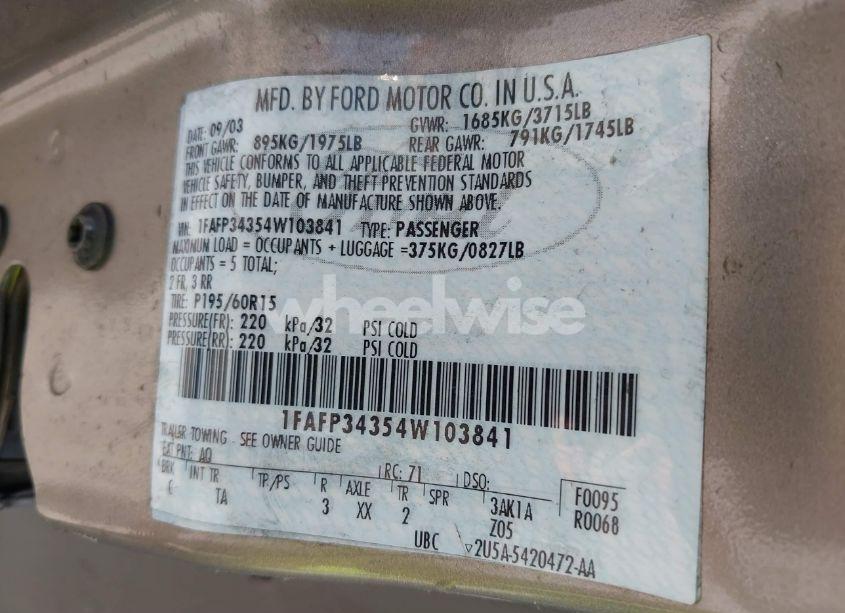 MFD. BY FORD MOTOR CO. IN U.S.A.
DATE: 09/03 GVWR: 1685KG/3715LB
FRONT GAWR: 895KG/1975LB REAR GAWR: 791KG/1745LB
THIS VEHICLE CONFORMS TO ALL APPLICABLE FEDERAL MOTOR
VEHICLE SAFETY, BUMPER, AND THEFT PREVENTION STANDARDS
IN EFFECT ON THE DATE OF MANUFACTURE SHOWN ABOVE.
VIN: 1FAFP34354W103841 TYPE: PASSENGER
MAXIMUM LOAD = OCCUPANTS + LUGGAGE =375KG/0827LB
OCCUPANTS = 5 TOTAL;
2 FR, 3 RR
TIRE: P195/60R15
wheelwise
PRESSURE(FR): 220 kPa/32 PSI COLD
PRESSURE(RR): 220 kPa/32 PSI COLD
1FAFP34354W103841
TRAILER TOWING - SEE OWNER GUIDE
EXT PNT: AQ RC: 71 DSO:
BRK INT TR TP/PS R AXLE TR SPR
C TA 3 XX 2
3AK1A
Z05
F0095
R0068
UBC ▽2U5A-5420472-AA